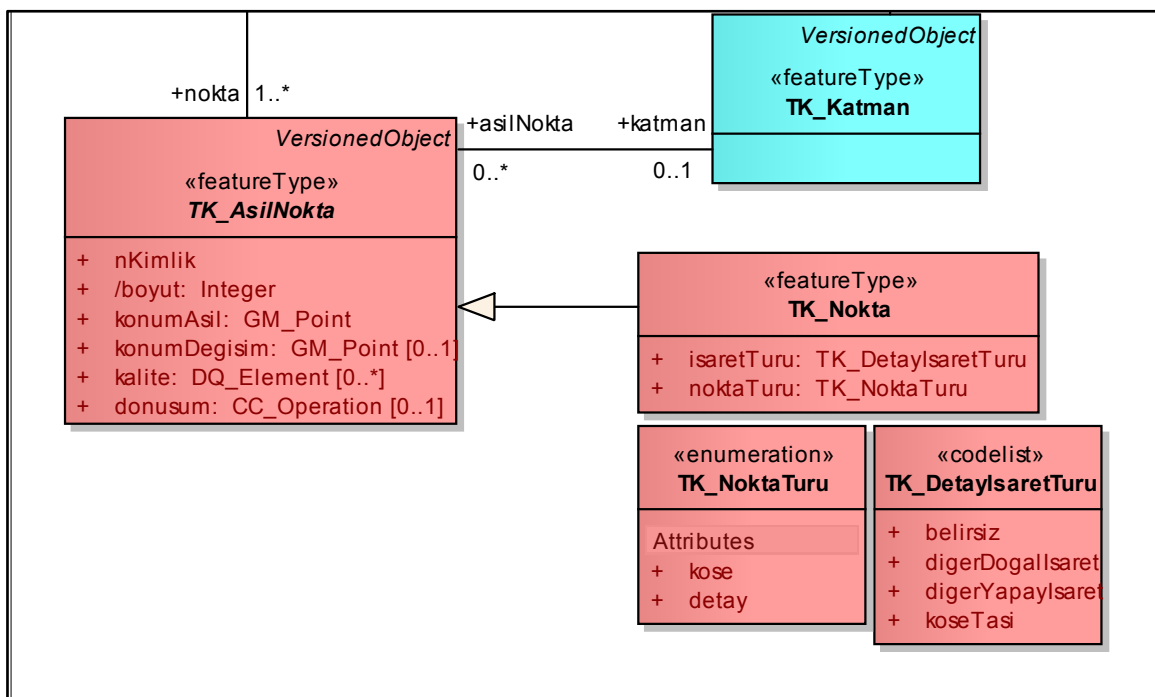 VersionedObject
«featureType»
TK_Katman
+nokta 1..*
+asilNokta +katman
0..* 0..1
VersionedObject
«featureType»
TK_AsilNokta
+ nKimlik
+ /boyut: Integer
+ konumAsil: GM_Point
+ konumDegisim: GM_Point [0..1]
+ kalite: DQ_Element [0..*]
+ donusum: CC_Operation [0..1]
«featureType»
TK_Nokta
+ isaretTuru: TK_DetayIsaretTuru
+ noktaTuru: TK_NoktaTuru
«enumeration»
TK_NoktaTuru
Attributes
+ kose
+ detay
«codelist»
TK_DetayIsaretTuru
+ belirsiz
+ digerDogalIsaret
+ digerYapayIsaret
+ koseTasi